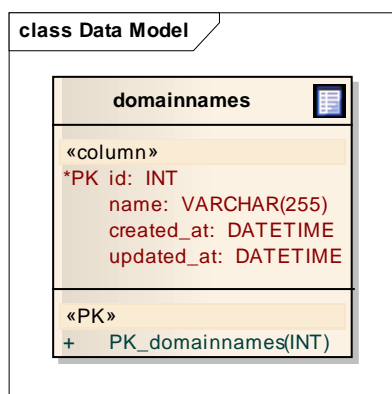 class Data Model
domainnames
«column»
*PK id: INT
name: VARCHAR(255)
created_at: DATETIME
updated_at: DATETIME
«PK»
+ PK_domainnames(INT)